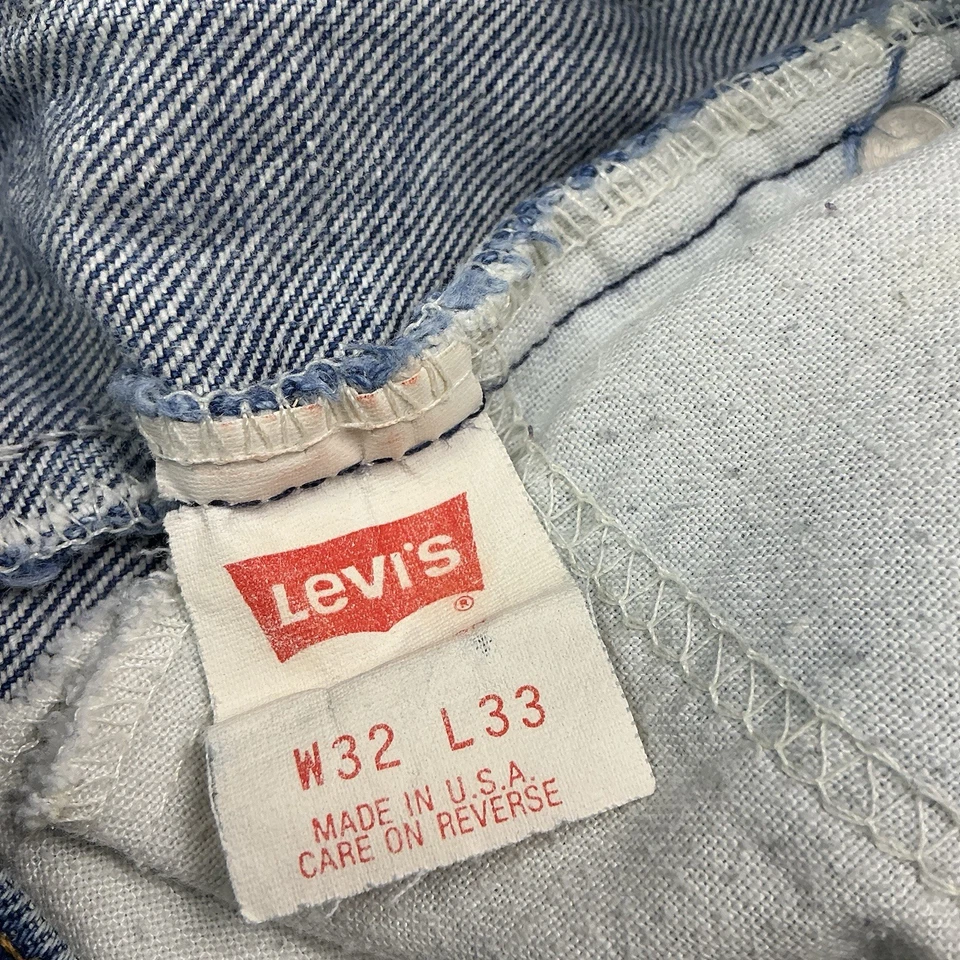 Levi's
®
W32 L33
MADE IN U.S.A.
CARE ON REVERSE